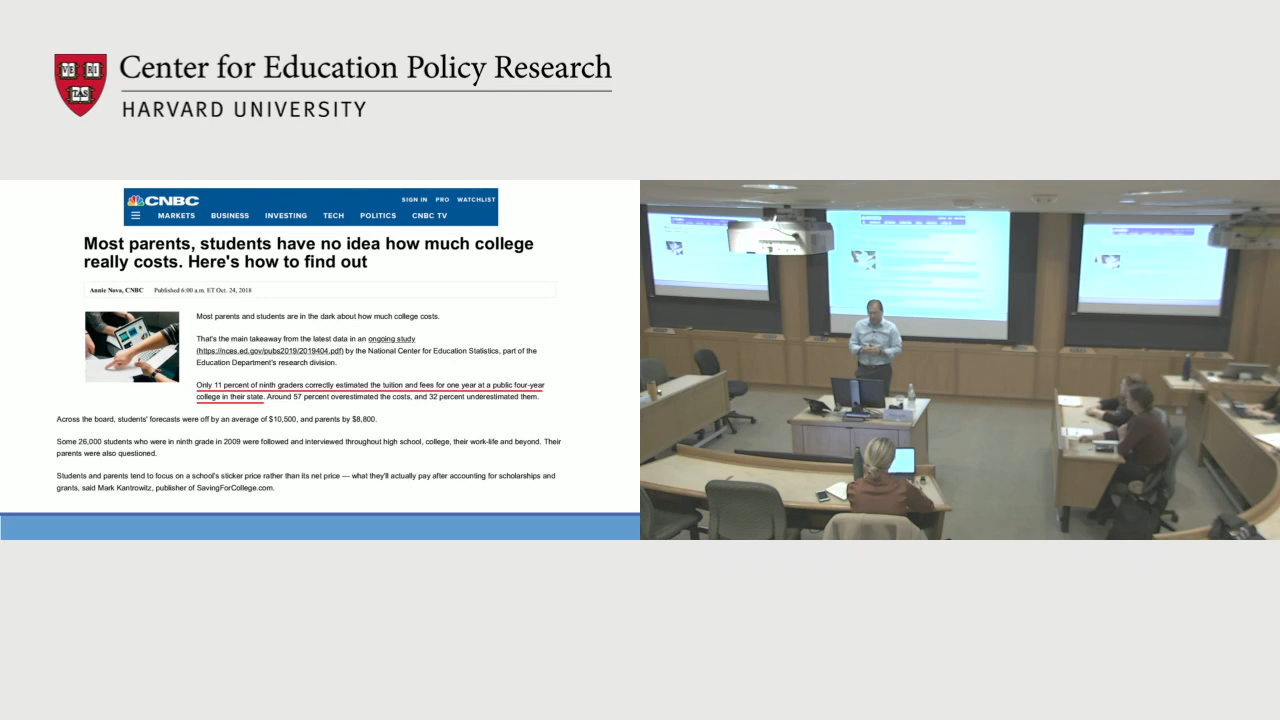 VE RI
TAS
Center for Education Policy Research
HARVARD UNIVERSITY
CNBC
SIGN IN PRO WATCHLIST
MARKETS BUSINESS INVESTING TECH POLITICS CNBC TV
Most parents, students have no idea how much college
really costs. Here's how to find out
Annie Nova, CNBC Published 6:00 a.m. ET Oct. 24, 2018
Most parents and students are in the dark about how much college costs.
That's the main takeaway from the latest data in an ongoing study
(https://nces.ed.gov/pubs2019/2019404.pdf) by the National Center for Education Statistics, part of the
Education Department's research division.
Only 11 percent of ninth graders correctly estimated the tuition and fees for one year at a public four-year
college in their state. Around 57 percent overestimated the costs, and 32 percent underestimated them.
Across the board, students' forecasts were off by an average of $10,500, and parents by $8,800.
Some 26,000 students who were in ninth grade in 2009 were followed and interviewed throughout high school, college, their work-life and beyond. Their
parents were also questioned.
Students and parents tend to focus on a school's sticker price rather than its net price — what they'll actually pay after accounting for scholarships and
grants, said Mark Kantrowitz, publisher of SavingForCollege.com.